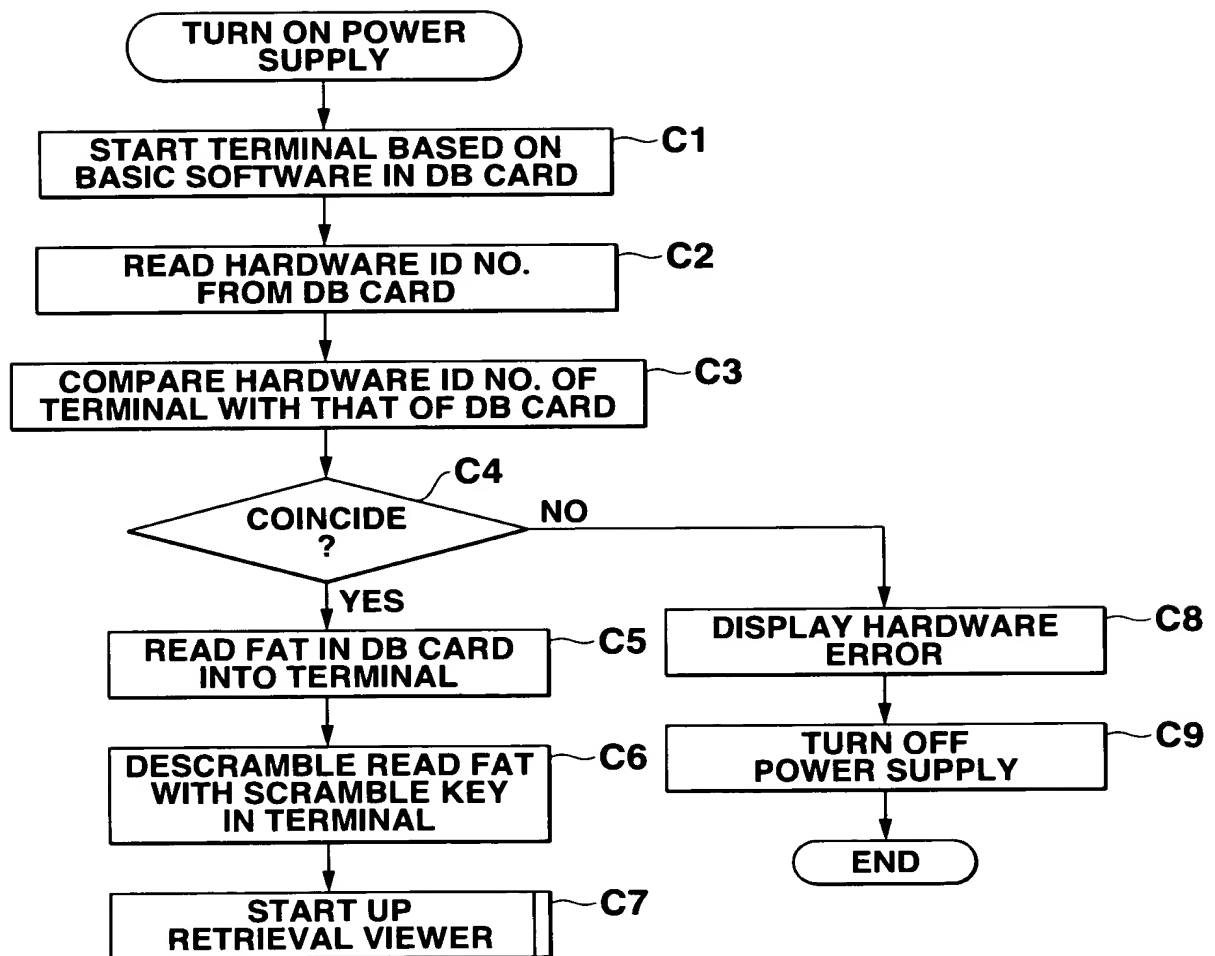 TURN ON POWER
SUPPLY
START TERMINAL BASED ON
BASIC SOFTWARE IN DB CARD
C1
READ HARDWARE ID NO.
FROM DB CARD
C2
COMPARE HARDWARE ID NO. OF
TERMINAL WITH THAT OF DB CARD
C3
COINCIDE
?
C4
NO
YES
READ FAT IN DB CARD
INTO TERMINAL
C5
DISPLAY HARDWARE
ERROR
C8
DESCRAMBLE READ FAT
WITH SCRAMBLE KEY
IN TERMINAL
C6
TURN OFF
POWER SUPPLY
C9
END
START UP
RETRIEVAL VIEWER
C7